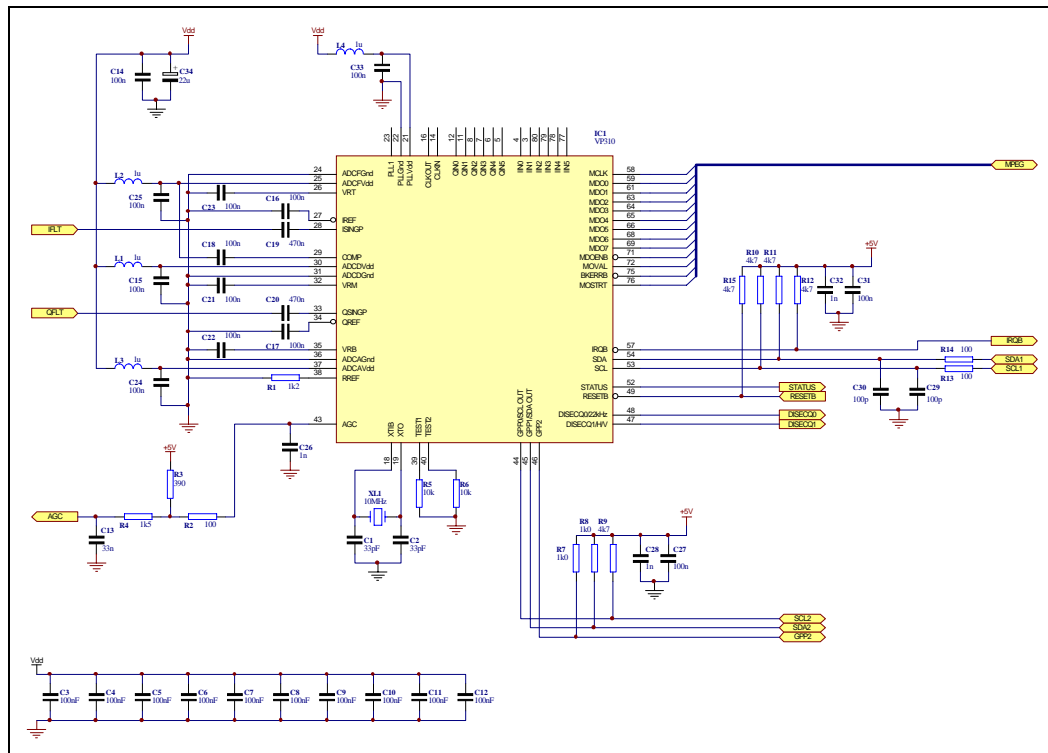 Vdd
Vdd
L4 1u
C14
100n
C34
22u
+
C33
100n
IC1
VP310
23 22 21 16 14 12 11 8 7 6 5 4 3 80 79 78 77
PLL1 PLLGnd PLLVdd CLKOUT CLKIN QIN0 QIN1 QIN2 QIN3 QIN4 QIN5 IN0 IN1 IN2 IN3 IN4 IN5
24 ADCFGnd
25 ADCFVdd
26 VRT
27 IREF
28 ISINGP
29 COMP
30 ADCDVdd
31 ADCDGnd
32 VRM
33 QSINGP
34 QREF
35 VRB
36 ADCAGnd
37 ADCAVdd
38 RREF
43 AGC
MCLK 58
MDO0 59
MDO1 61
MDO2 63
MDO3 64
MDO4 65
MDO5 66
MDO6 68
MDO7 69
MDOENB 71
MOVAL 72
BKERRB 75
MOSTRT 76
IRQB 57
SDA 54
SCL 53
STATUS 52
RESETB 49
DISECQ0/22kHz 48
DISECQ1/H/V 47
MPEG
L2 1u
C25
100n
C23 100n
C16
100n
IFLT
C19 470n
C18
100n
L1 1u
C15
100n
C21 100n
C20 470n
QFLT
C22 100n
C17 100n
L3 1u
C24
100n
R1 1k2
C26
1n
+5V
R3
390
AGC
R4 1k5
R2 100
C13
33n
XTIB XTO TEST1 TEST2
18 19 39 40
XL1
10MHz
C1
33pF
C2
33pF
R5
10k
R6
10k
GPP0/SCL OUT GPP1/SDA OUT GPP2
44 45 46
+5V
R15
4k7
R10
4k7
R11
4k7
R12
4k7
C32
1n
C31
100n
IRQB
R14 100
SDA1
R13 100
SCL1
STATUS
RESETB
C30
100p
C29
100p
DISECQ0
DISECQ1
+5V
R7
1k0
R8
1k0
R9
4k7
C28
1n
C27
100n
SCL2
SDA2
GPP2
Vdd
C3
100nF
C4
100nF
C5
100nF
C6
100nF
C7
100nF
C8
100nF
C9
100nF
C10
100nF
C11
100nF
C12
100nF